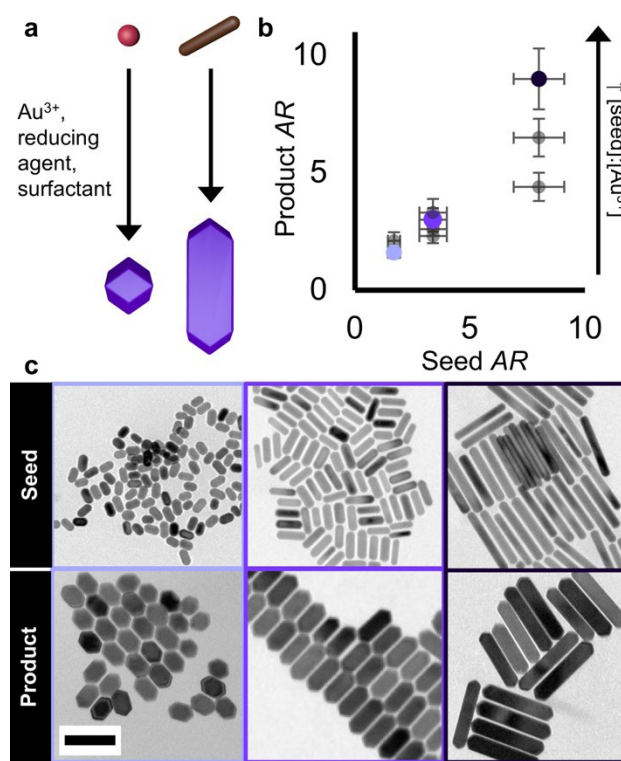 a
b
Au³⁺,
reducing
agent,
surfactant
Product AR
10
5
0
0
5
10
Seed AR
[seed]:[Au³⁺]
c
Seed
Product